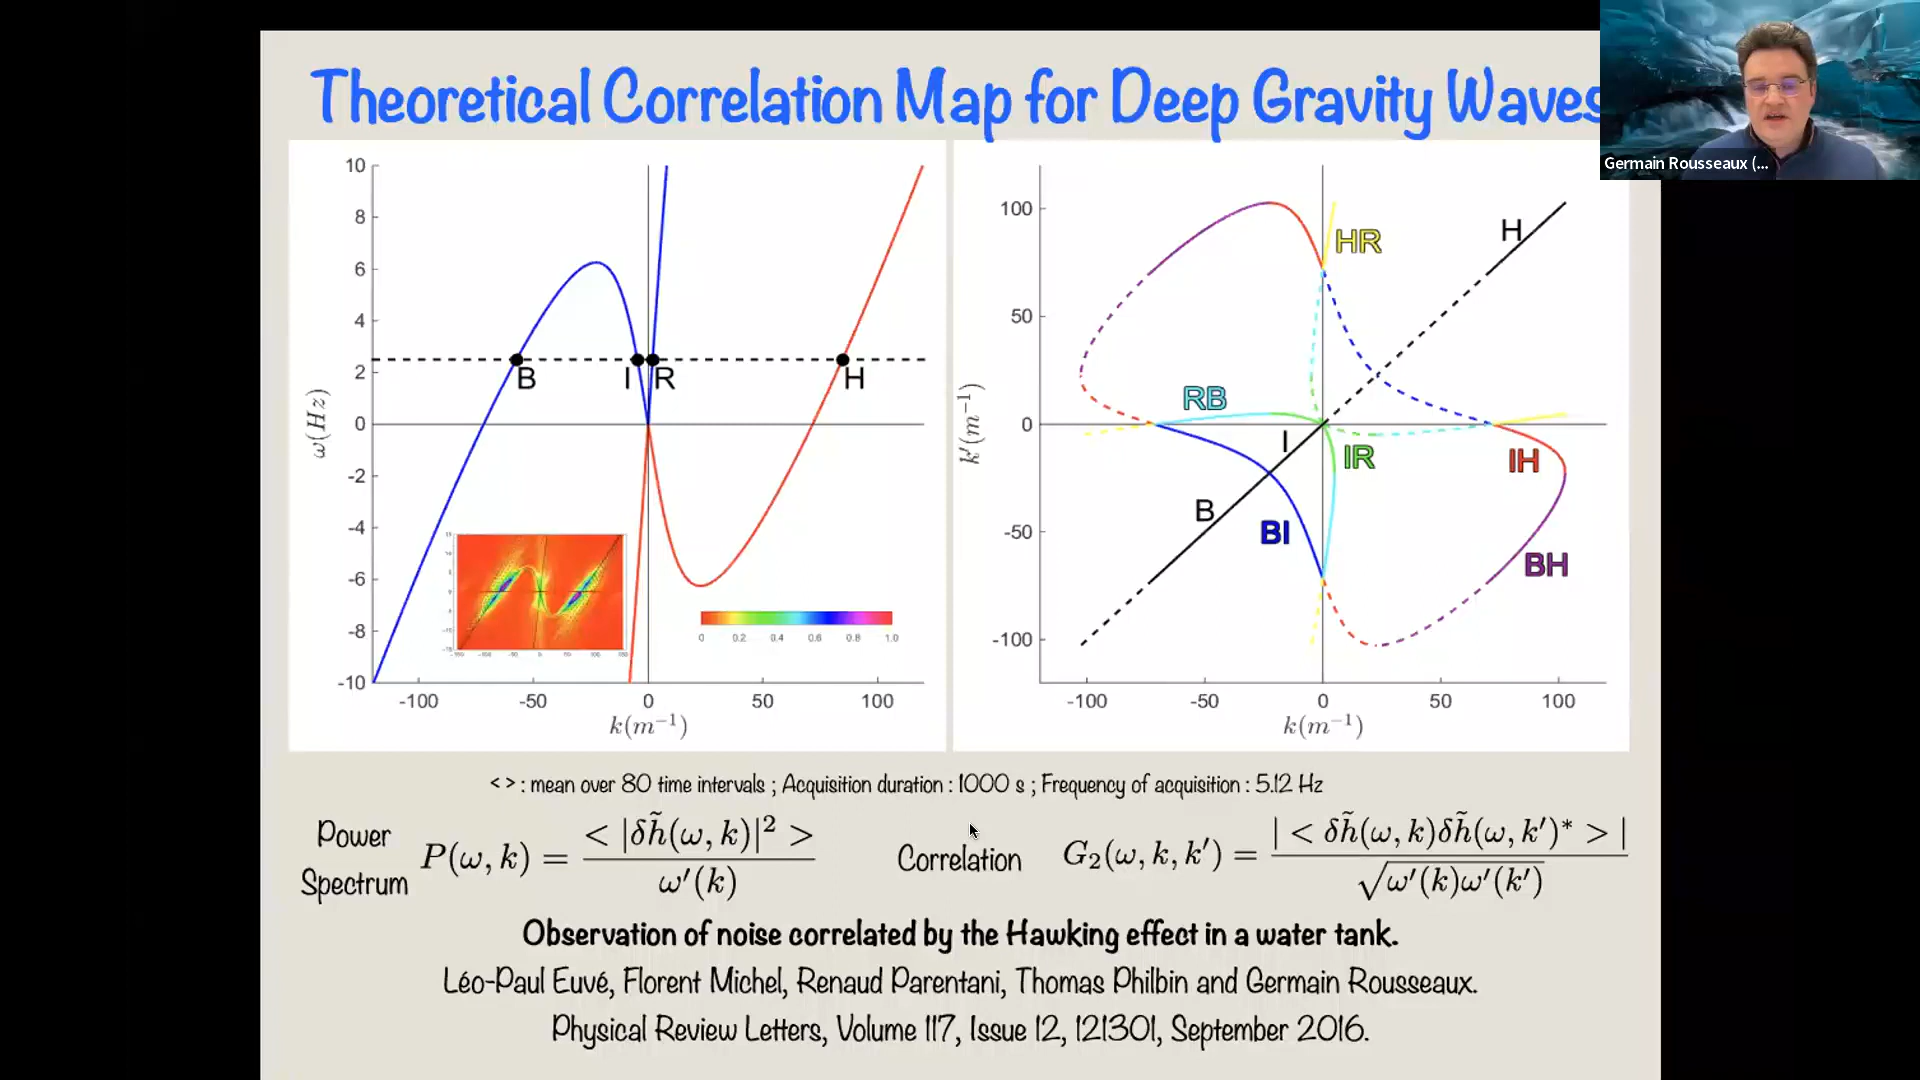 Theoretical Correlation Map for Deep Gravity Waves
Germain Rousseaux (...
10
8
6
4
2
0
-2
-4
-6
-8
-10
ω(Hz)
B
I
R
H
0
0.2
0.4
0.6
0.8
1.0
-100
-50
0
50
100
k(m⁻¹)
100
50
0
-50
-100
k'(m⁻¹)
HR
H
RB
I
IR
IH
B
BI
BH
-100
-50
0
50
100
k(m⁻¹)
< > : mean over 80 time intervals ; Acquisition duration : 1000 s ; Frequency of acquisition : 5.12 Hz
Power
Spectrum
P(ω, k) = < |δh̃(ω, k)|² > / ω'(k)
Correlation
G₂(ω, k, k') = | < δh̃(ω, k)δh̃(ω, k')* > | / √ω'(k)ω'(k')
Observation of noise correlated by the Hawking effect in a water tank.
Léo-Paul Euvé, Florent Michel, Renaud Parentani, Thomas Philbin and Germain Rousseaux.
Physical Review Letters, Volume 117, Issue 12, 121301, September 2016.